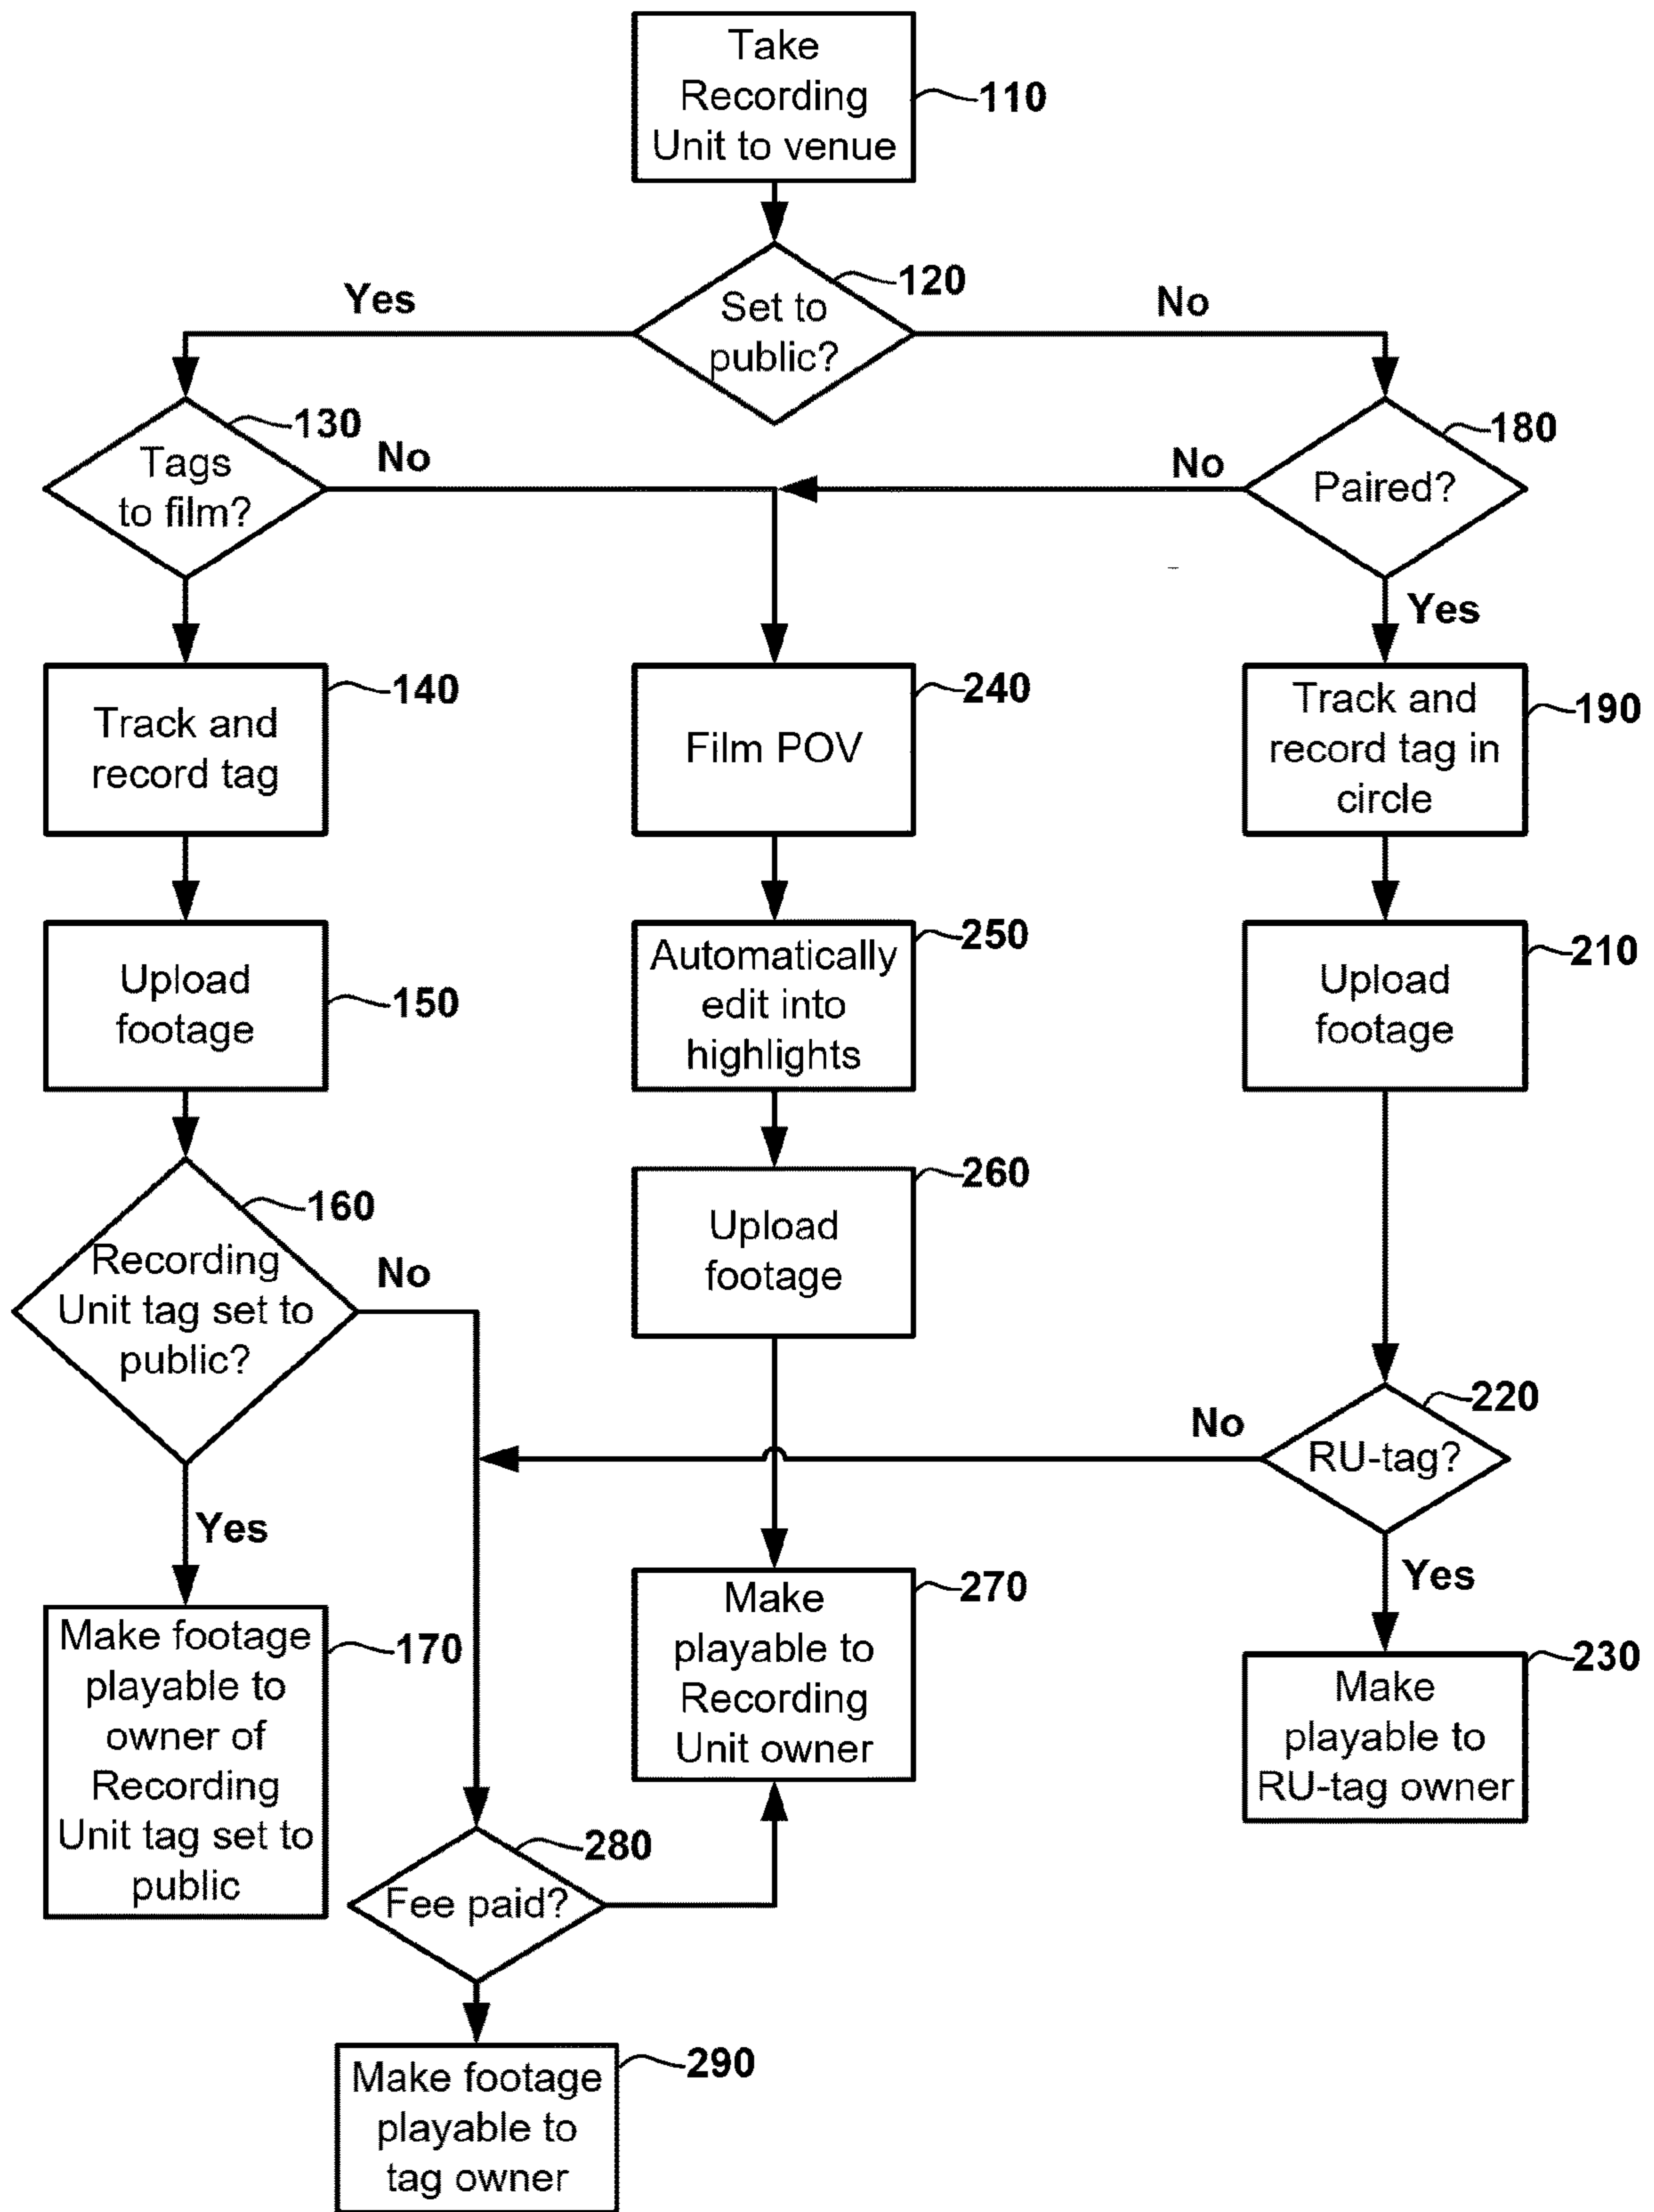 Take
Recording
Unit to venue
110
120
Yes
Set to
public?
No
130
Tags
to film?
No
180
No
Paired?
Yes
140
Track and
record tag
240
Film POV
190
Track and
record tag in
circle
150
Upload
footage
250
Automatically
edit into
highlights
210
Upload
footage
160
Recording
Unit tag set to
public?
No
260
Upload
footage
220
No
RU-tag?
Yes
Yes
170
Make footage
playable to
owner of
Recording
Unit tag set to
public
270
Make
playable to
Recording
Unit owner
230
Make
playable to
RU-tag owner
280
Fee paid?
290
Make footage
playable to
tag owner